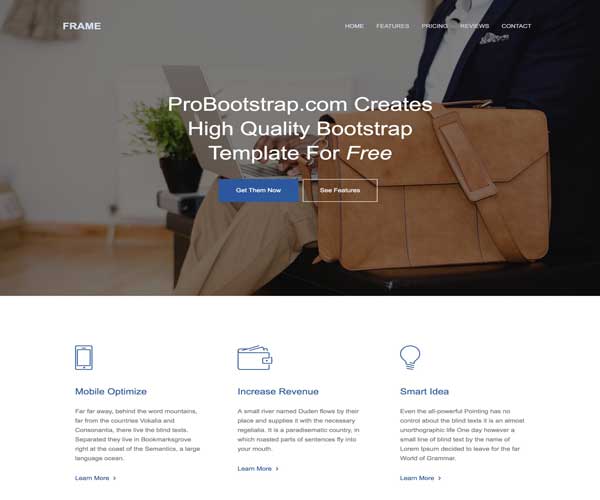 FRAME
HOME FEATURES PRICING REVIEWS CONTACT
ProBootstrap.com Creates
High Quality Bootstrap
Template For Free
Get Them Now
See Features
Mobile Optimize
Far far away, behind the word mountains,
far from the countries Vokalia and
Consonantia, there live the blind texts.
Separated they live in Bookmarksgrove
right at the coast of the Semantics, a large
language ocean.
Learn More >
Increase Revenue
A small river named Duden flows by their
place and supplies it with the necessary
regelialia. It is a paradisematic country, in
which roasted parts of sentences fly into
your mouth.
Learn More >
Smart Idea
Even the all-powerful Pointing has no
control about the blind texts it is an almost
unorthographic life One day however a
small line of blind text by the name of
Lorem Ipsum decided to leave for the far
World of Grammar.
Learn More >